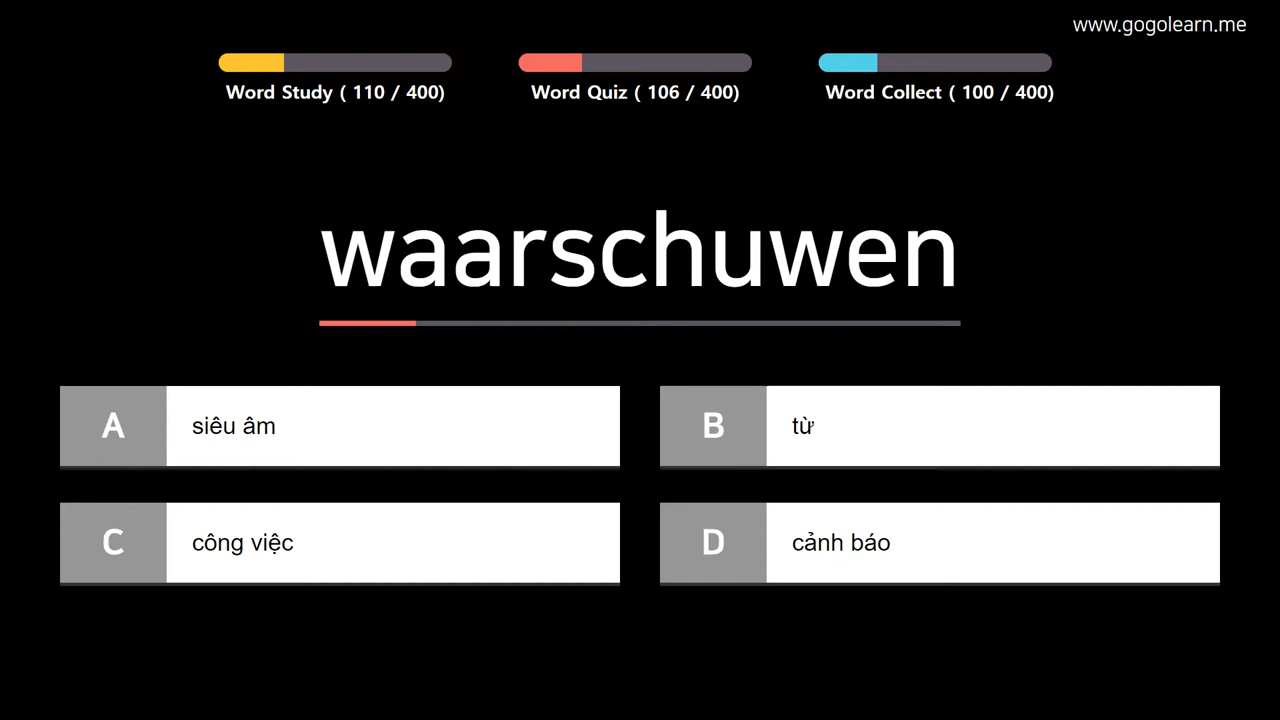 www.gogolearn.me
Word Study ( 110 / 400)
Word Quiz ( 106 / 400)
Word Collect ( 100 / 400)
waarschuwen
A siêu âm
B từ
C công việc
D cảnh báo